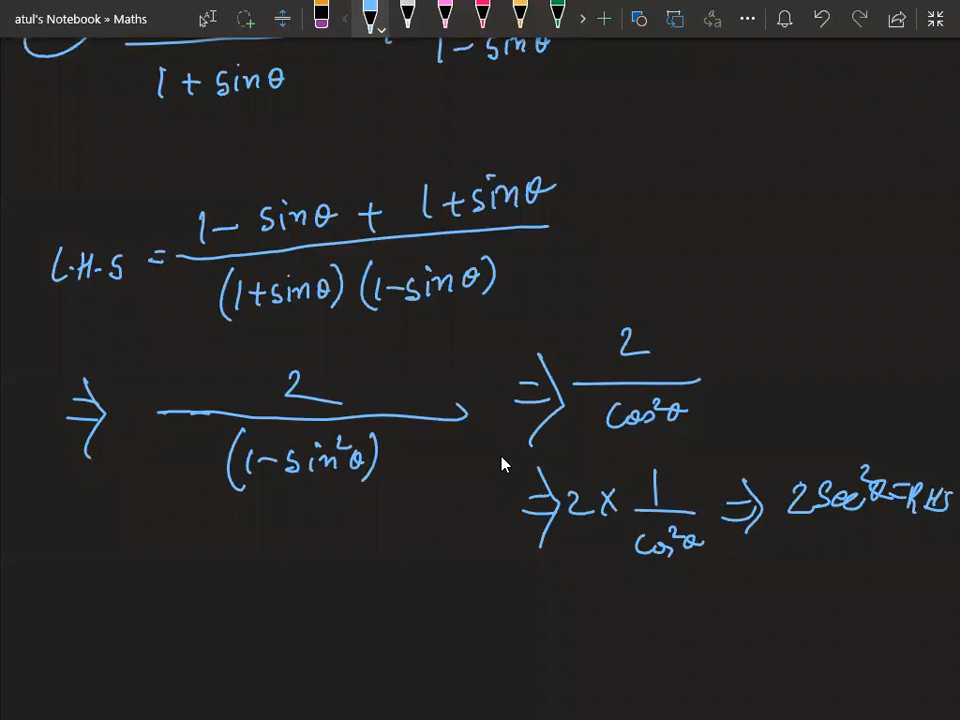 atul's Notebook » Maths
1 + sinθ
1 - sinθ
L.H.S = (1 - sinθ + 1+sinθ) / ((1+sinθ)(1-sinθ))
⇒ 2 / (1-sin²θ) ⇒ 2 / cos²θ
⇒ 2 × 1 / cos²θ ⇒ 2sec²θ=RHS